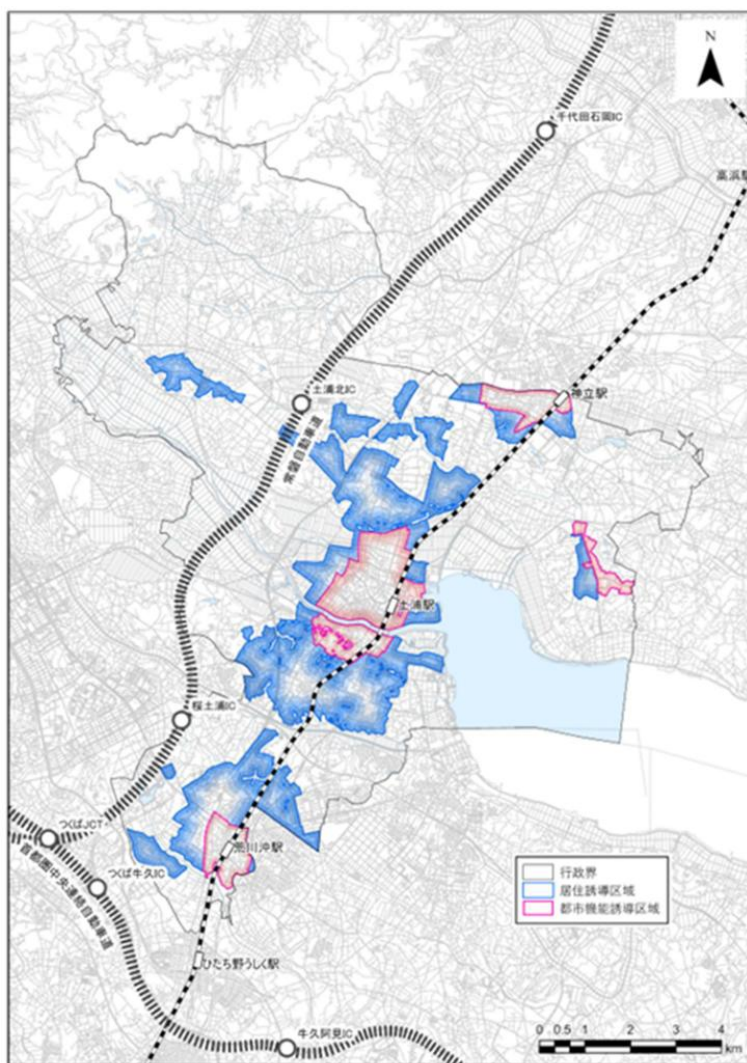 N
千代田石岡IC
高浜駅
土浦北IC
神立駅
常磐自動車道
土浦駅
桜土浦IC
つくばJCT
荒川沖駅
つくば牛久IC
首都圏中央連絡自動車道
行政界
居住誘導区域
都市機能誘導区域
ひたち野うしく駅
牛久阿見IC
0 0.5 1 2 3 4
km